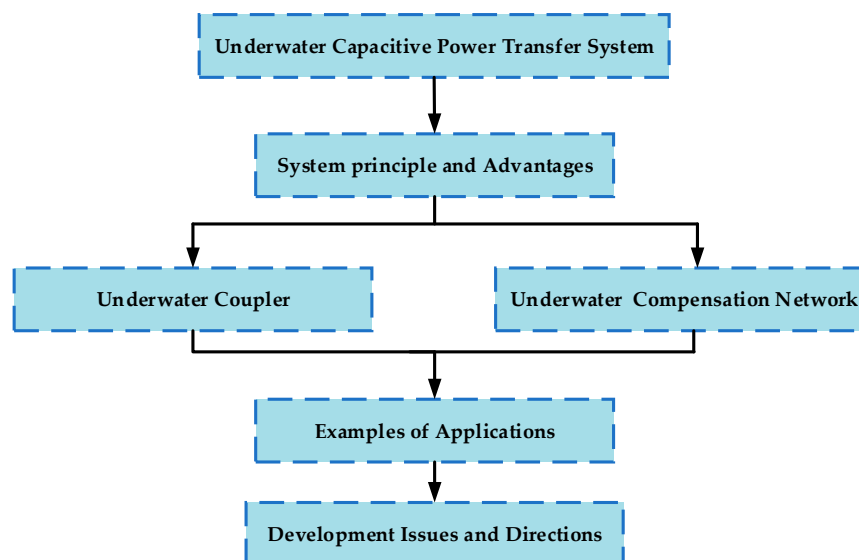 Underwater Capacitive Power Transfer System
System principle and Advantages
Underwater Coupler
Underwater Compensation Network
Examples of Applications
Development Issues and Directions